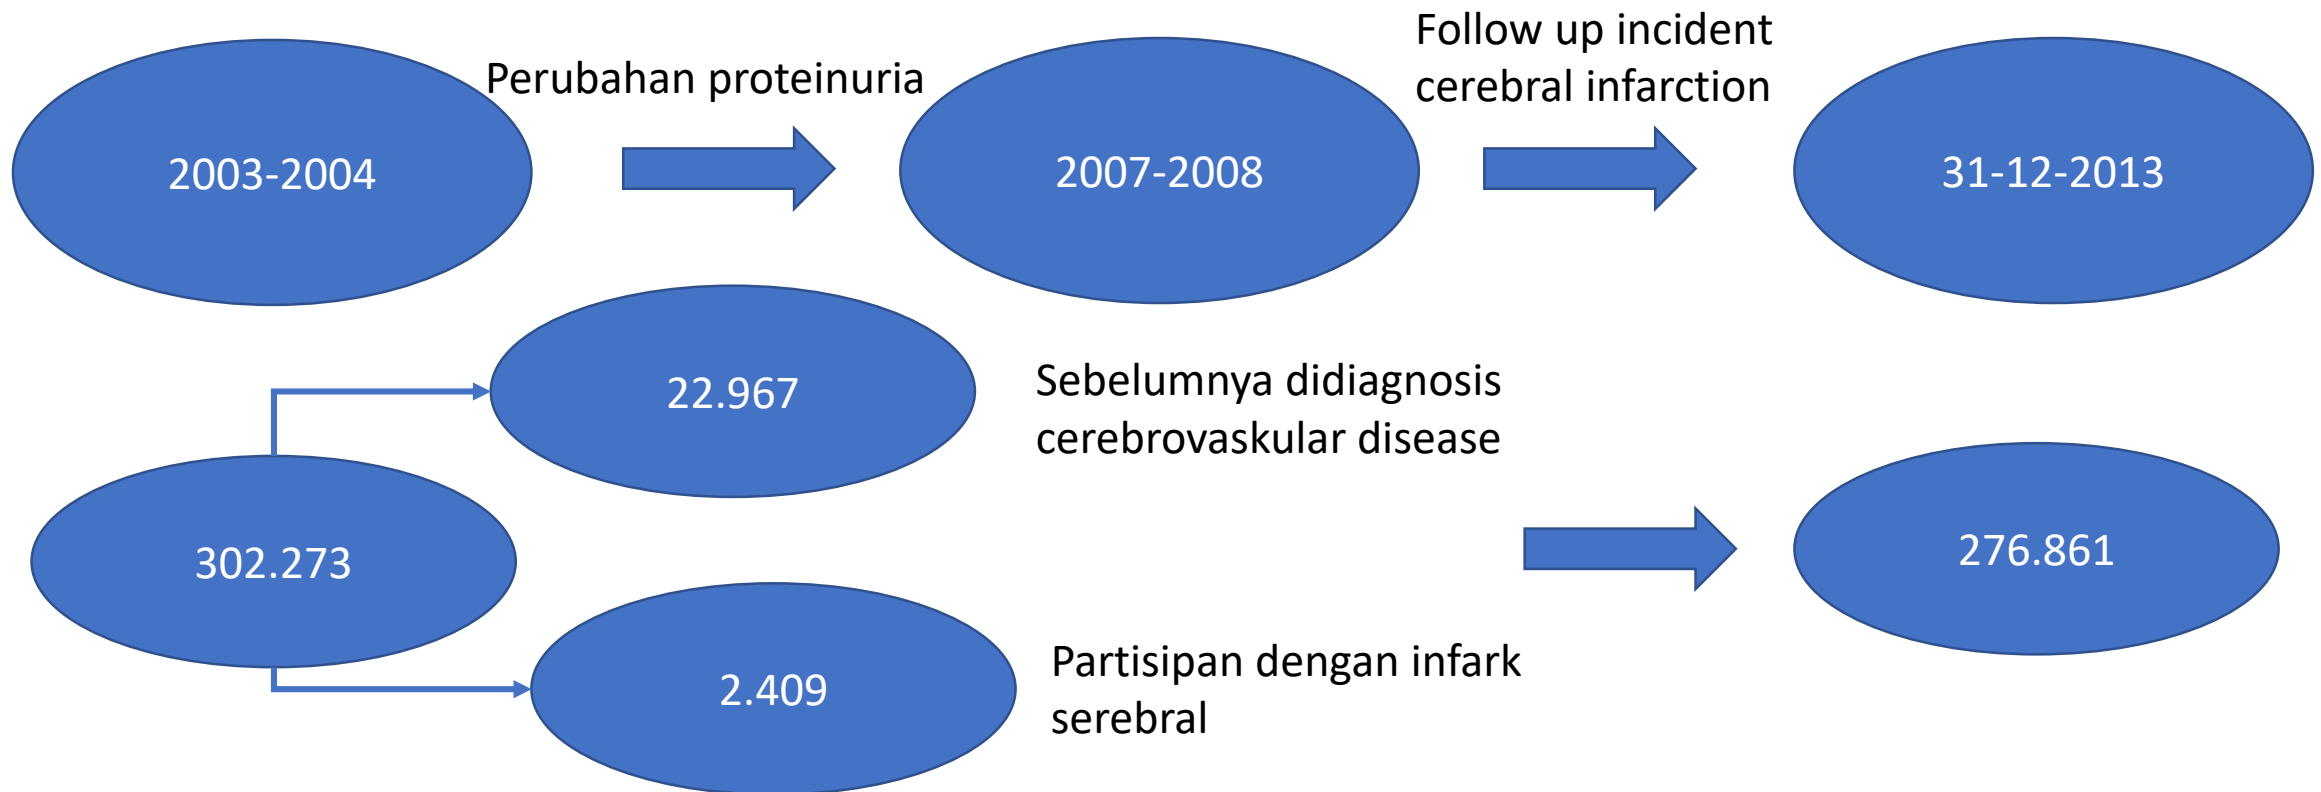 Follow up incident
cerebral infarction
Perubahan proteinuria
2003-2004
2007-2008
31-12-2013
22.967
Sebelumnya didiagnosis
cerebrovaskular disease
302.273
276.861
2.409
Partisipan dengan infark
serebral